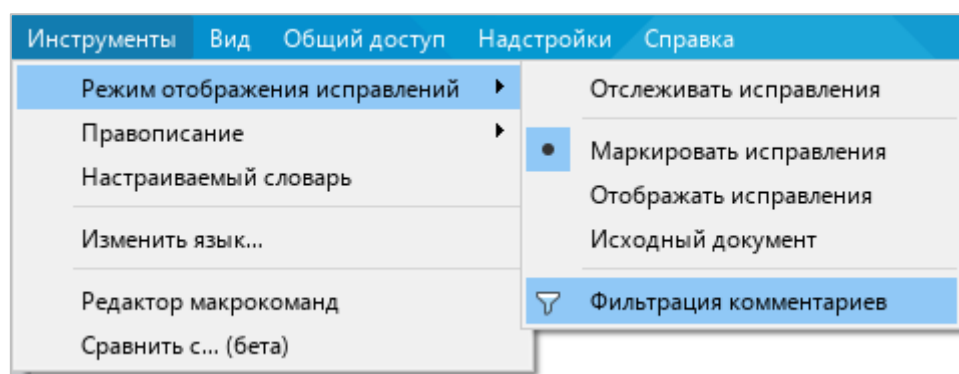 Инструменты Вид Общий доступ Надстройки Справка
Режим отображения исправлений
Правописание
Настраиваемый словарь
Изменить язык...
Редактор макрокоманд
Сравнить с... (бета)
Отслеживать исправления
Маркировать исправления
Отображать исправления
Исходный документ
Фильтрация комментариев